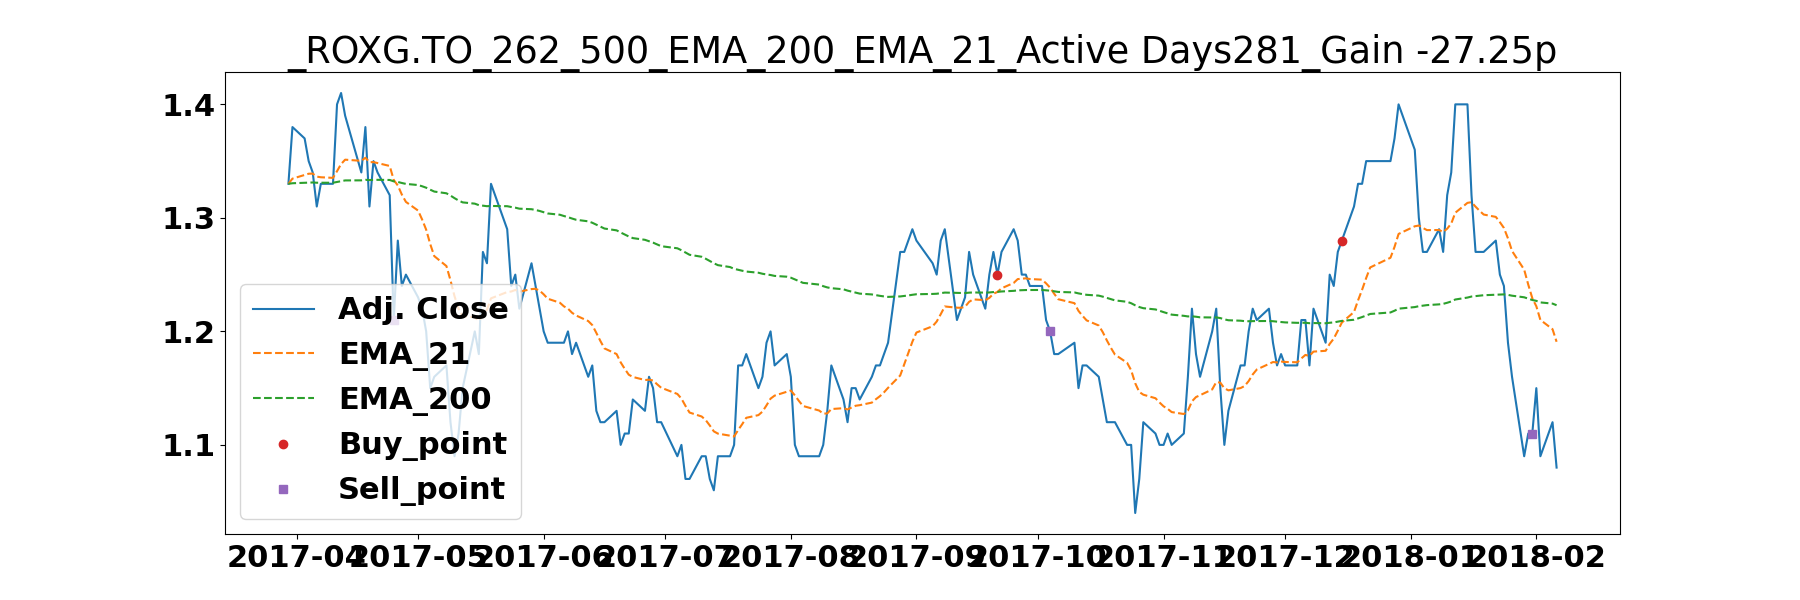 _ROXG.TO_262_500_EMA_200_EMA_21_Active Days281_Gain -27.25p
1.4
1.3
1.2
1.1
Adj. Close
EMA_21
EMA_200
Buy_point
Sell_point
2017-04 2017-05 2017-06 2017-07 2017-08 2017-09 2017-10 2017-11 2017-12 2018-01 2018-02